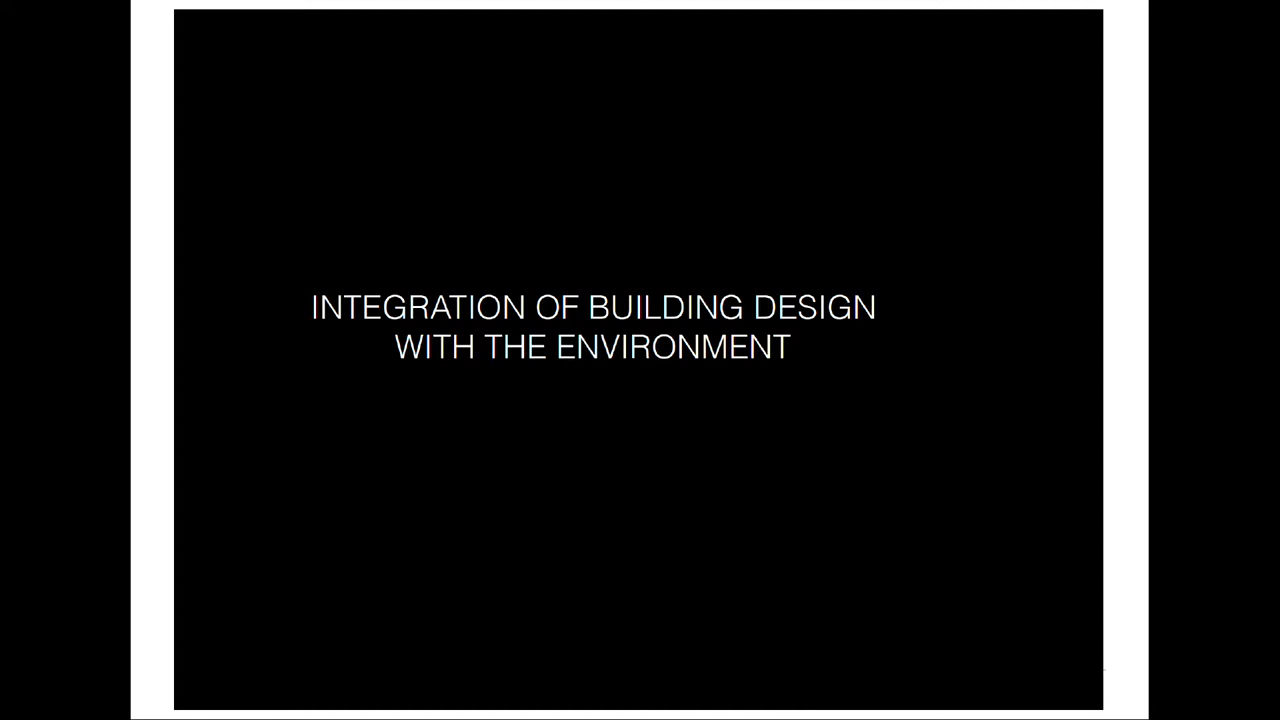 INTEGRATION OF BUILDING DESIGN
WITH THE ENVIRONMENT